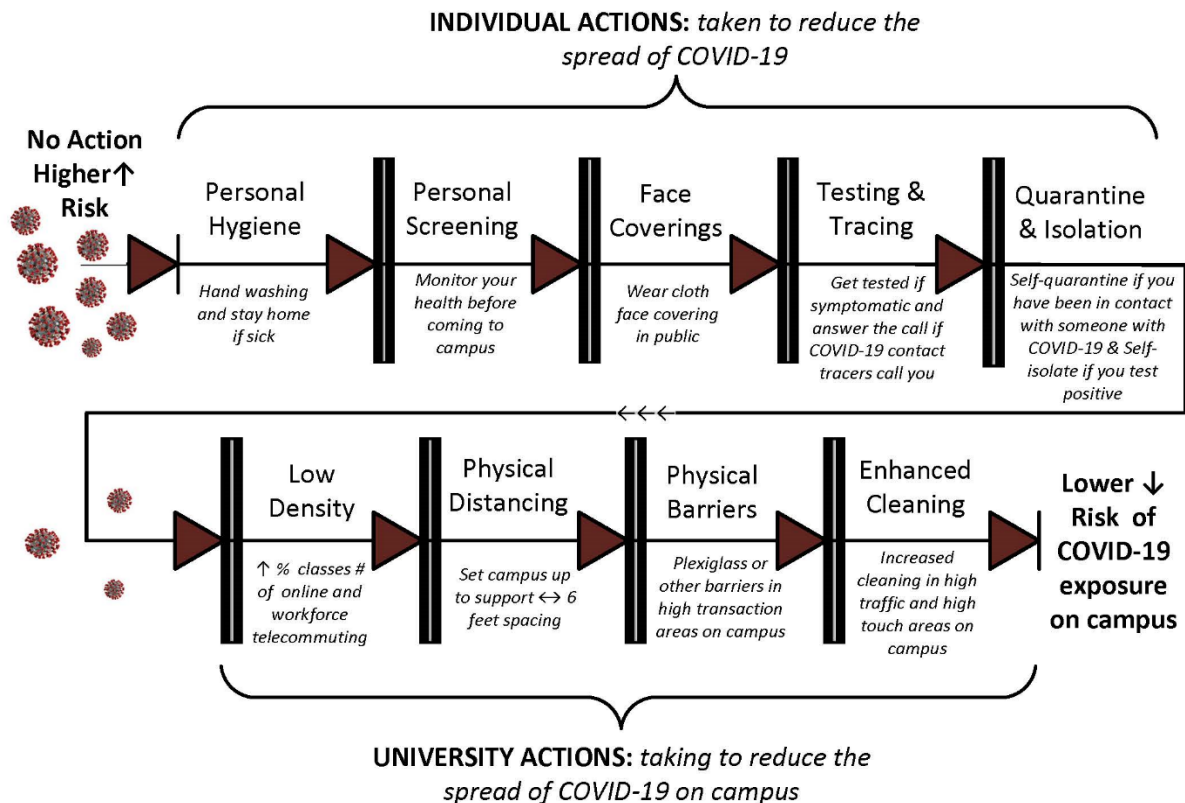 INDIVIDUAL ACTIONS: taken to reduce the
spread of COVID-19
No Action
Higher↑
Risk
Personal
Hygiene
Hand washing
and stay home
if sick
Personal
Screening
Monitor your
health before
coming to
campus
Face
Coverings
Wear cloth
face covering
in public
Testing &
Tracing
Get tested if
symptomatic and
answer the call if
COVID-19 contact
tracers call you
Quarantine
& Isolation
Self-quarantine if you
have been in contact
with someone with
COVID-19 & Self-
isolate if you test
positive
Low
Density
↑ % classes #
of online and
workforce
telecommuting
Physical
Distancing
Set campus up
to support ↔ 6
feet spacing
Physical
Barriers
Plexiglass or
other barriers in
high transaction
areas on campus
Enhanced
Cleaning
Increased
cleaning in high
traffic and high
touch areas on
campus
Lower ↓
Risk of
COVID-19
exposure
on campus
UNIVERSITY ACTIONS: taking to reduce the
spread of COVID-19 on campus